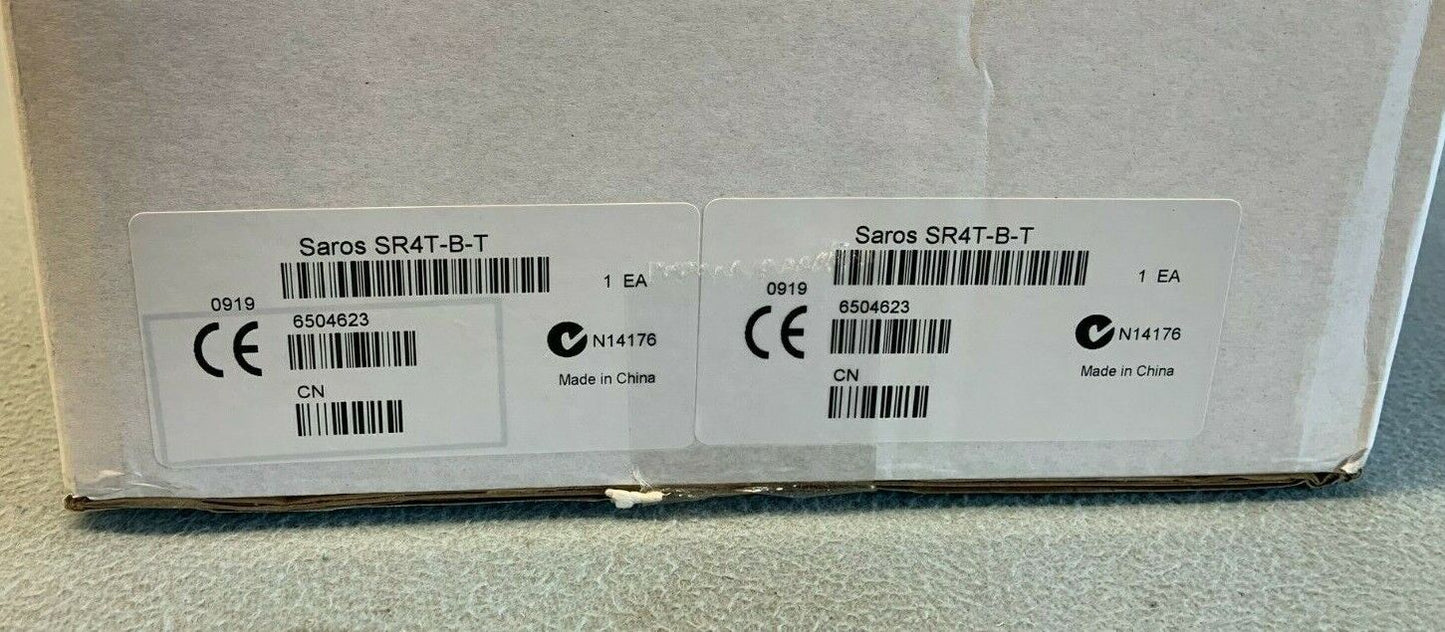 Saros SR4T-B-T
1 EA
0919
CE
6504623
N14176
CN
Made in China
Saros SR4T-B-T
1 EA
0919
CE
6504623
N14176
CN
Made in China